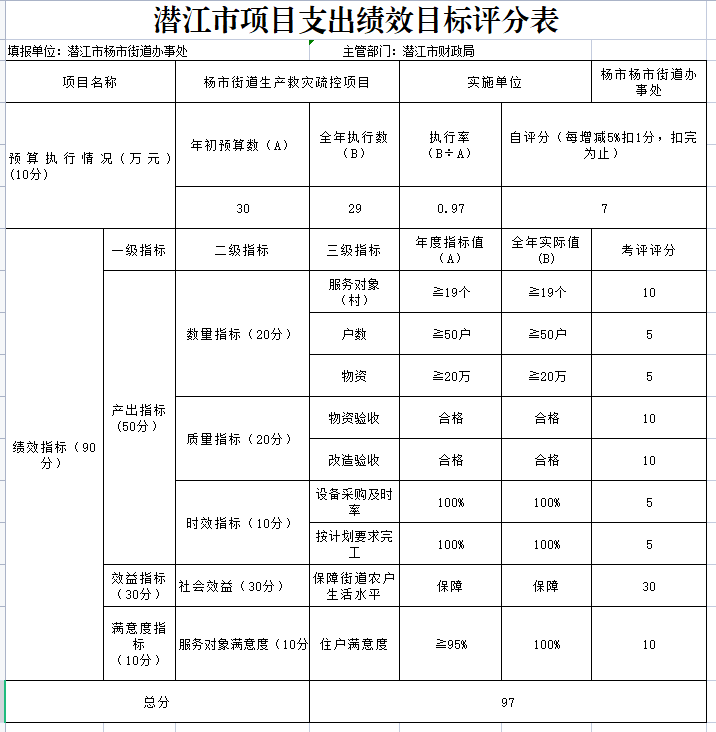 潜江市项目支出绩效目标评分表
填报单位：潜江市杨市街道办事处 主管部门：潜江市财政局
项目名称 杨市街道生产救灾疏控项目 实施单位 杨市杨市街道办
事处
预算执行情况(万元)
(10分)
年初预算数（A）
全年执行数
（B）
执行率
（B÷A）
自评分（每增减5%扣1分，扣完
为止）
30 29 0.97 7
绩效指标（90
分）
一级指标 二级指标 三级指标
年度指标值
（A）
全年实际值
(B)
考评评分
产出指标
(50分）
数量指标（20分）
服务对象
（村）
≧19个 ≧19个 10
户数 ≧50户 ≧50户 5
物资 ≧20万 ≧20万 5
质量指标（20分）
物资验收 合格 合格 10
改造验收 合格 合格 10
时效指标（10分）
设备采购及时
率
100% 100% 5
按计划要求完
工
100% 100% 5
效益指标
（30分）
社会效益（30分）
保障街道农户
生活水平
保障 保障 30
满意度指
标
（10分）
服务对象满意度（10分 住户满意度 ≧95% 100% 10
总分 97